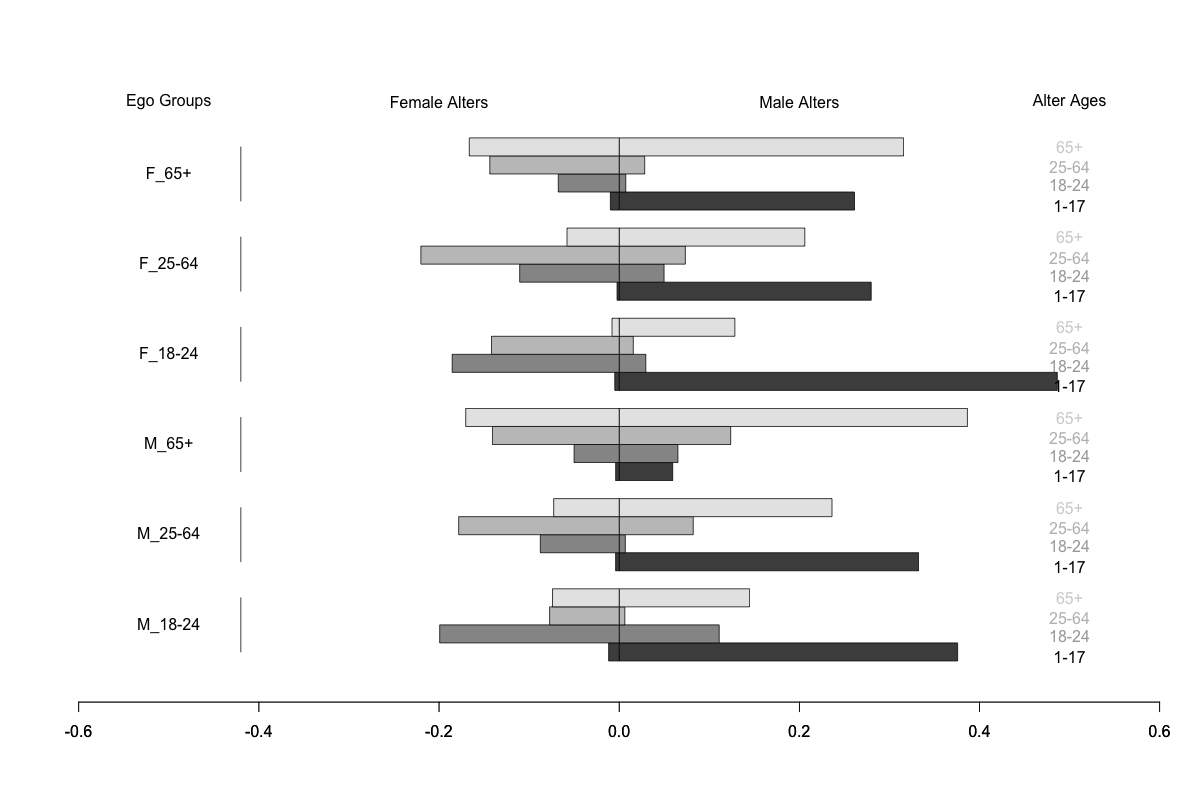 Ego Groups Female Alters Male Alters Alter Ages
65+
F_65+ 25-64
18-24
1-17
65+
F_25-64 25-64
18-24
1-17
65+
F_18-24 25-64
18-24
1-17
65+
M_65+ 25-64
18-24
1-17
65+
M_25-64 25-64
18-24
1-17
65+
M_18-24 25-64
18-24
1-17
-0.6 -0.4 -0.2 0.0 0.2 0.4 0.6